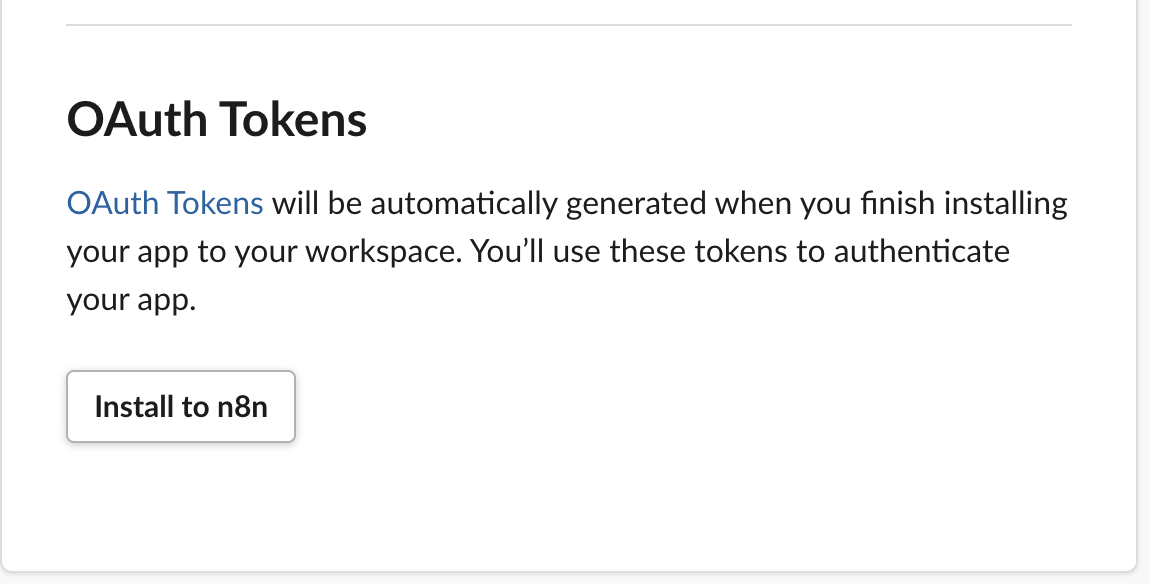 OAuth Tokens
OAuth Tokens will be automatically generated when you finish installing
your app to your workspace. You’ll use these tokens to authenticate
your app.
Install to n8n